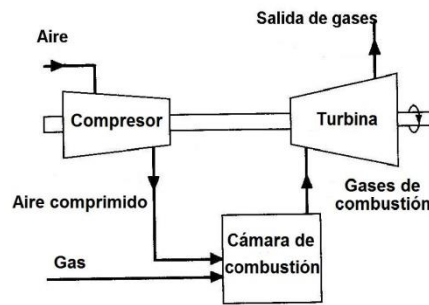 Salida de gases
Aire
Compresor
Turbina
Aire comprimido
Gases de
combustión
Cámara de
combustión
Gas